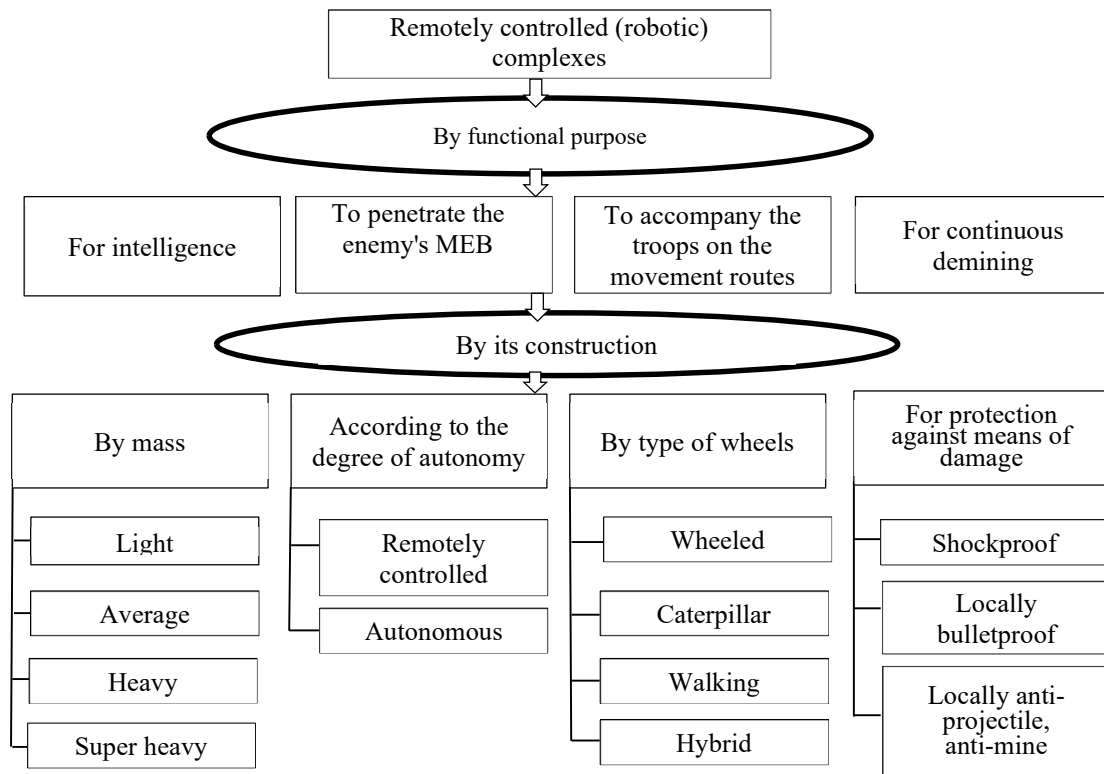 Remotely controlled (robotic)
complexes
By functional purpose
For intelligence
To penetrate the
enemy's MEB
To accompany the
troops on the
movement routes
For continuous
demining
By its construction
By mass
Light
Average
Heavy
Super heavy
According to the
degree of autonomy
Remotely
controlled
Autonomous
By type of wheels
Wheeled
Caterpillar
Walking
Hybrid
For protection
against means of
damage
Shockproof
Locally
bulletproof
Locally anti-
projectile,
anti-mine